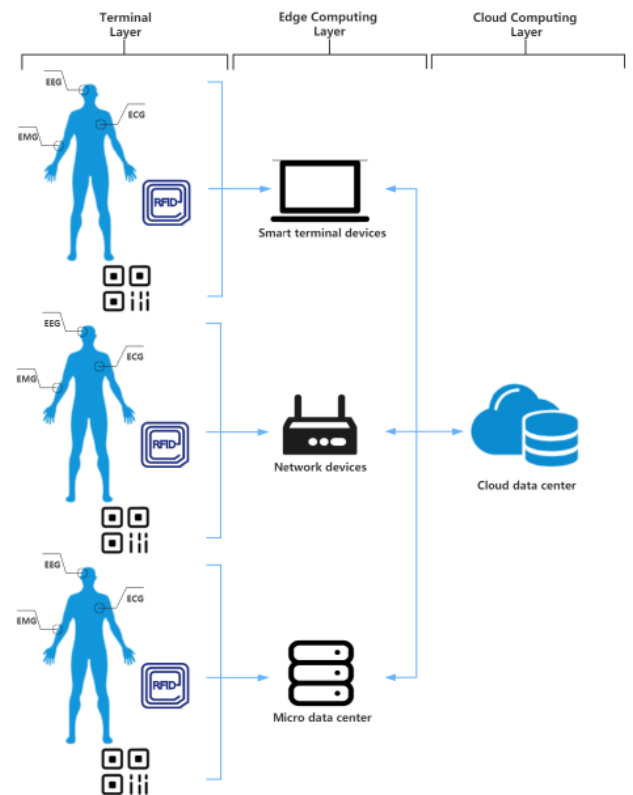 Terminal
Layer
Edge Computing
Layer
Cloud Computing
Layer
EEG
ECG
EMG
RFID
Smart terminal devices
EEG
ECG
EMG
RFID
Network devices
Cloud data center
EEG
ECG
EMG
RFID
Micro data center